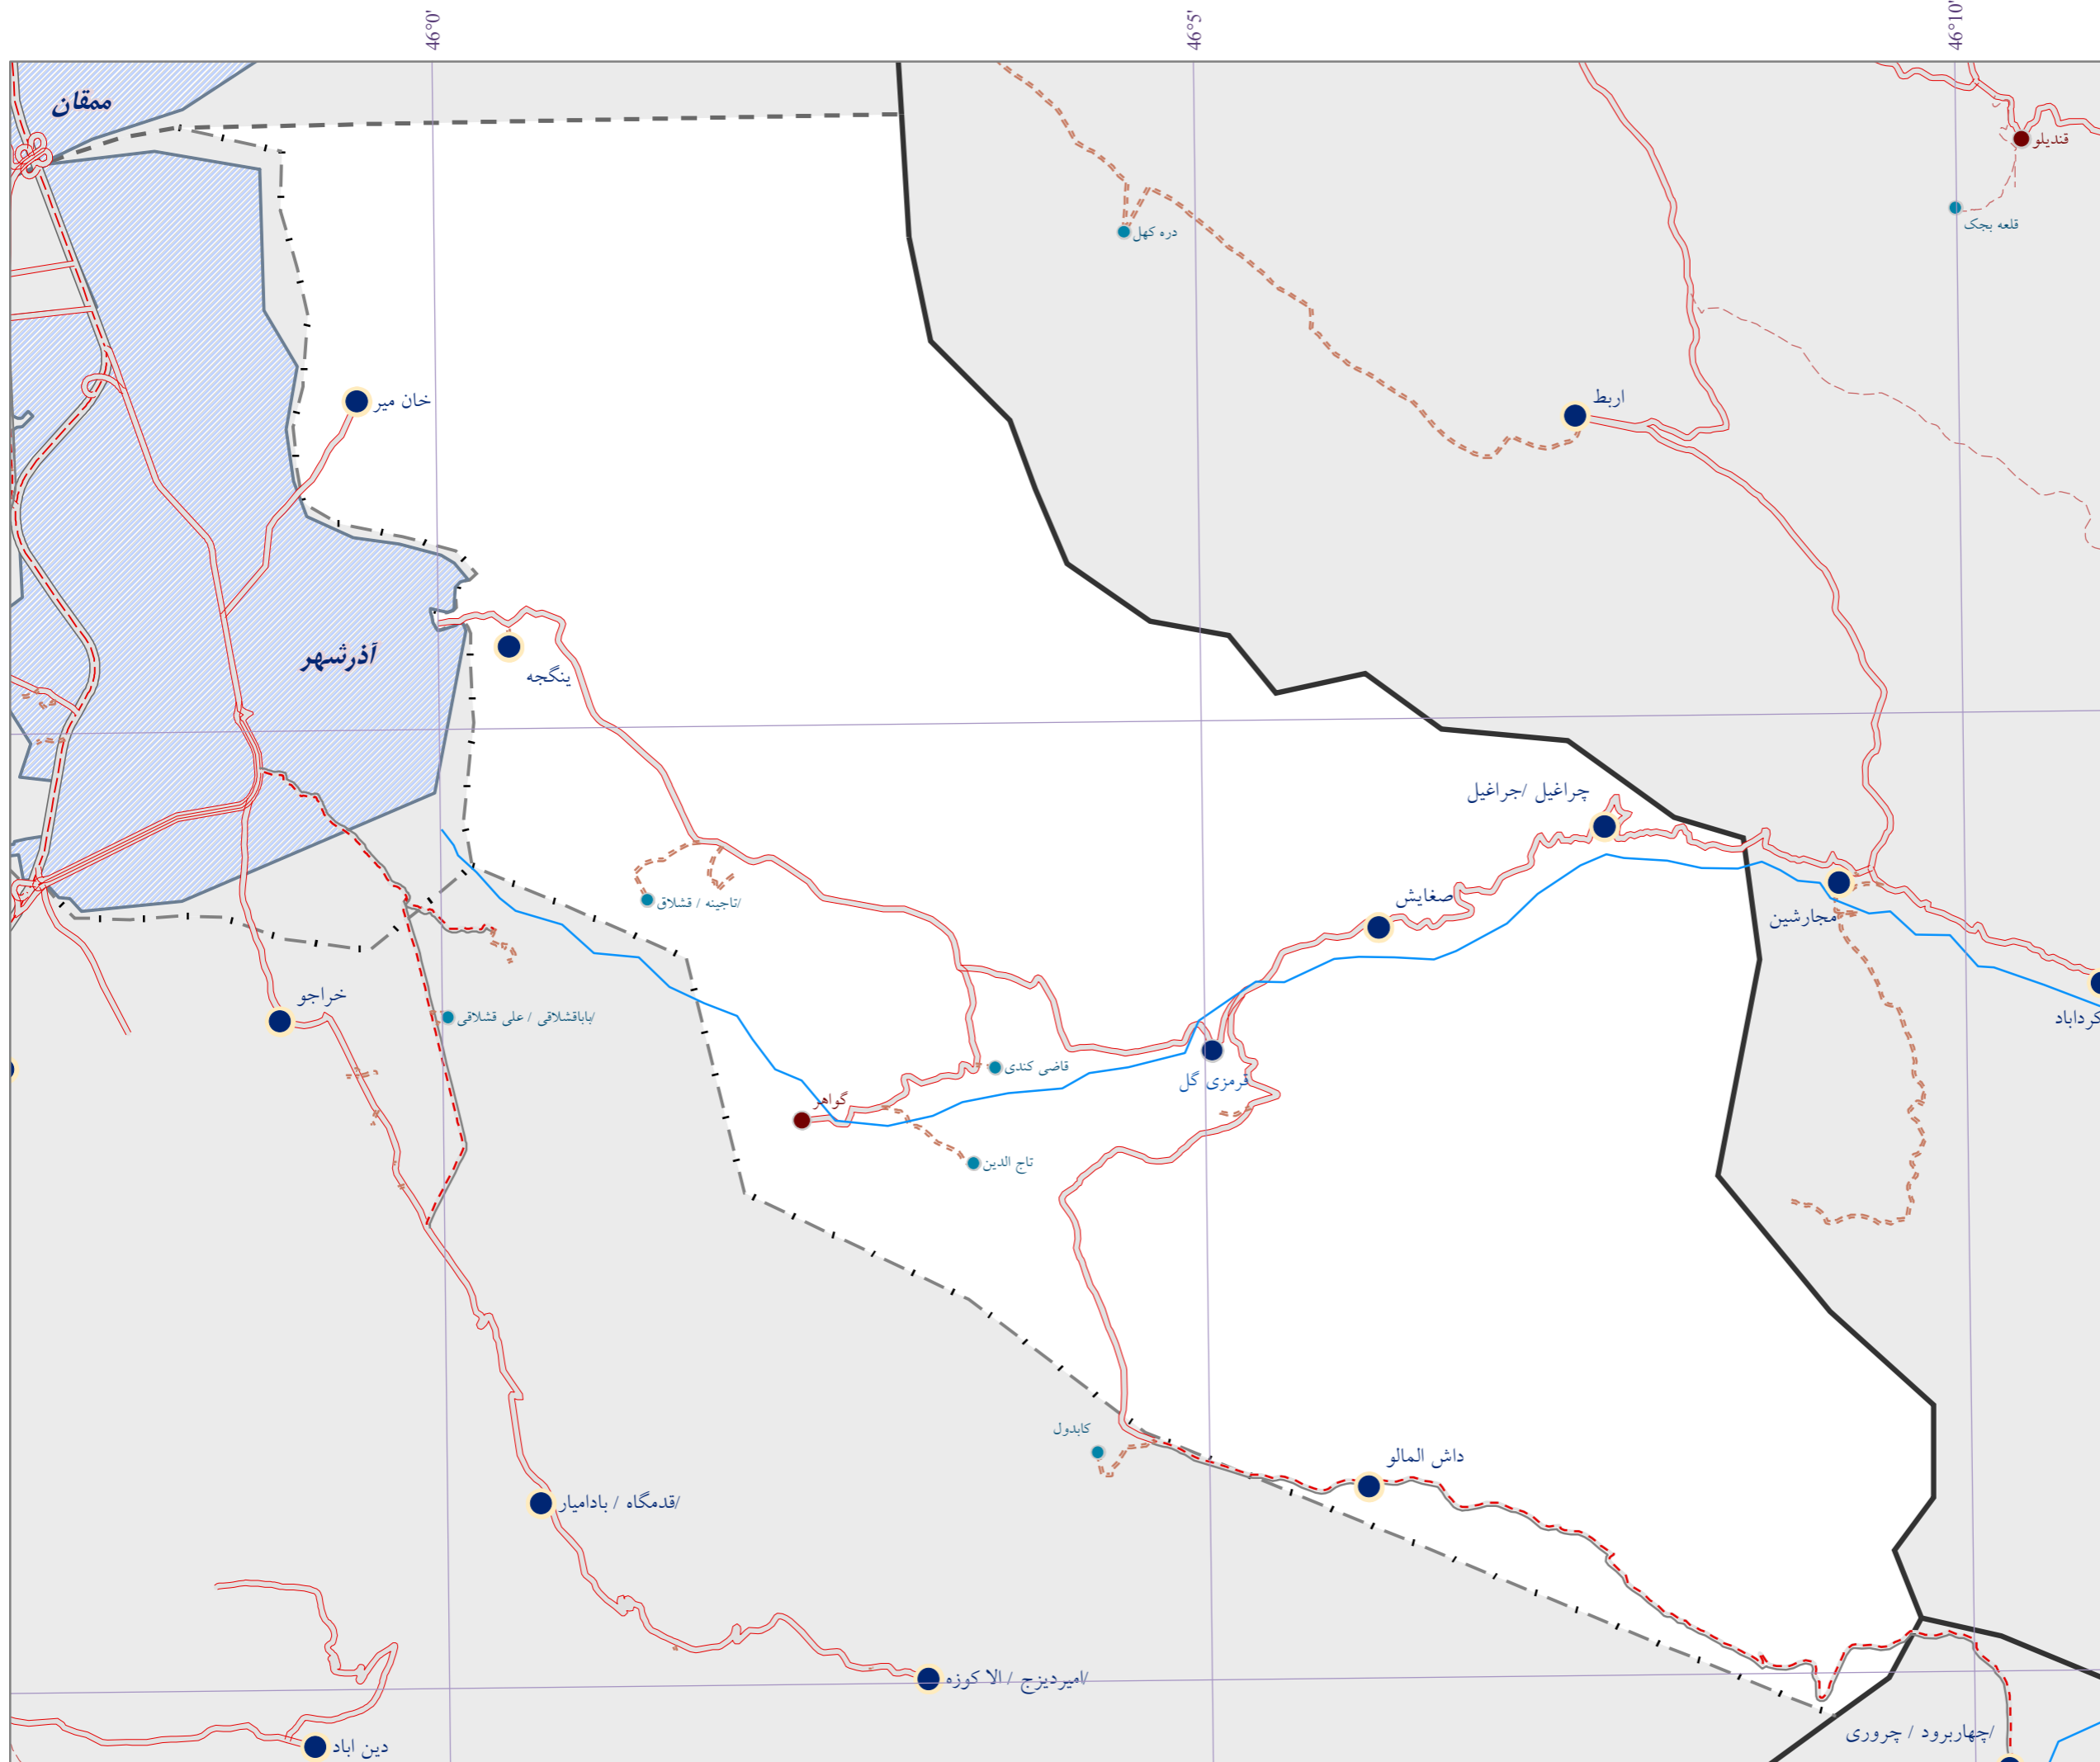 46°0'
46°5'
46°10'
ممقان
قندیلو
قلعه بجک
دره کهل
خان میر
اربط
آذرشهر
ینگجه
چراغیل /جراغیل
صغایش
تاجینه / قشلاق/
مجارشین
خراجو
باباقشلاقی / علی قشلاقی/
کرداباد
قاضی کندی
قرمزی گل
گواهر
تاج الدین
کابدول
داش المالو
قدمگاه / بادامیار/
امیردیزج / الا کوزه/
چهاربرود / چروری/
دین اباد